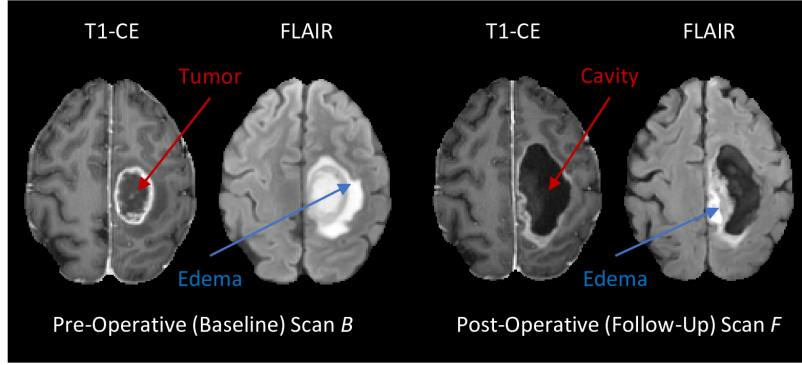 T1-CE FLAIR T1-CE FLAIR
Tumor Cavity
Edema Edema
Pre-Operative (Baseline) Scan B Post-Operative (Follow-Up) Scan F